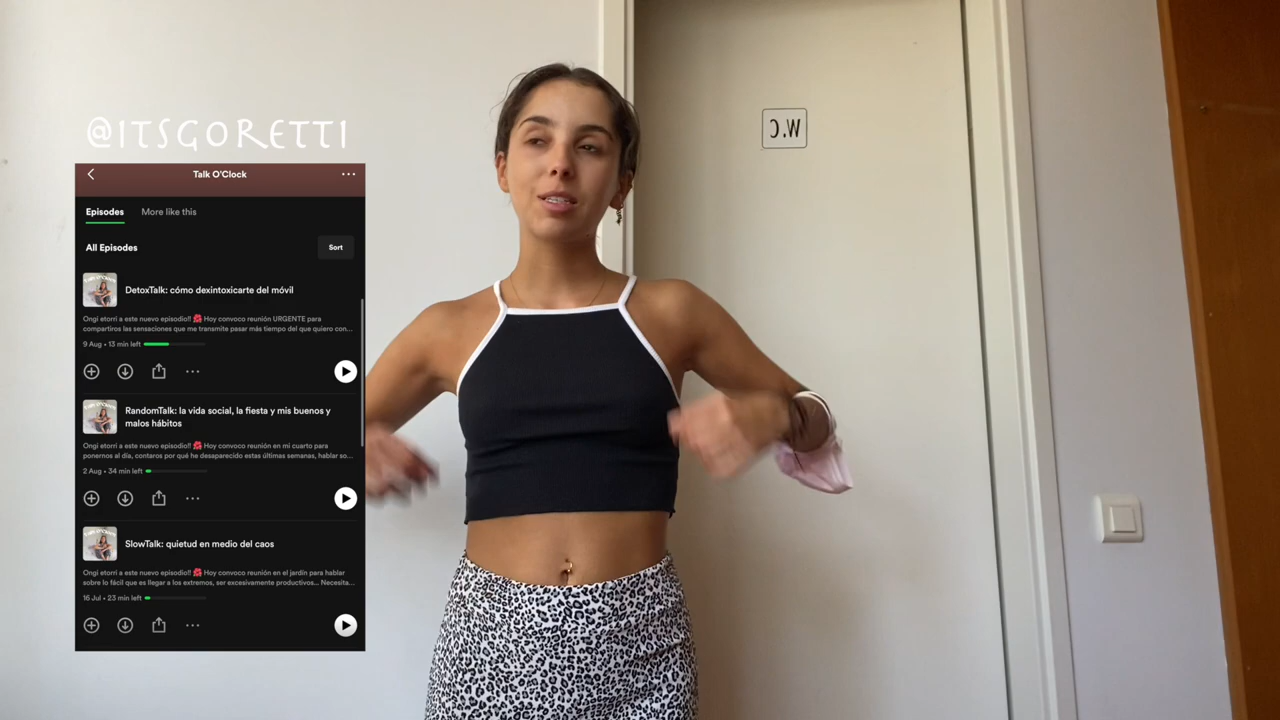 @ITSGORETTI
Talk O'Clock
Episodes
More like this
All Episodes
Sort
DetoxTalk: cómo dexintoxicarte del móvil
Ongi etorri a este nuevo episodio!! 🌺 Hoy convoco reunión URGENTE para
compartiros las sensaciones que me transmite pasar más tiempo del que quiero con...
9 Aug • 13 min left
RandomTalk: la vida social, la fiesta y mis buenos y
malos hábitos
Ongi etorri a este nuevo episodio!! 🌺 Hoy convoco reunión en mi cuarto para
ponernos al día, contaros por qué he desaparecido estas últimas semanas, hablar so...
2 Aug • 34 min left
SlowTalk: quietud en medio del caos
Ongi etorri a este nuevo episodio!! 🌺 Hoy convoco reunión en el jardín para hablar
sobre lo fácil que es llegar a los extremos, ser excesivamente productivos... Necesita...
16 Jul • 23 min left
W.C